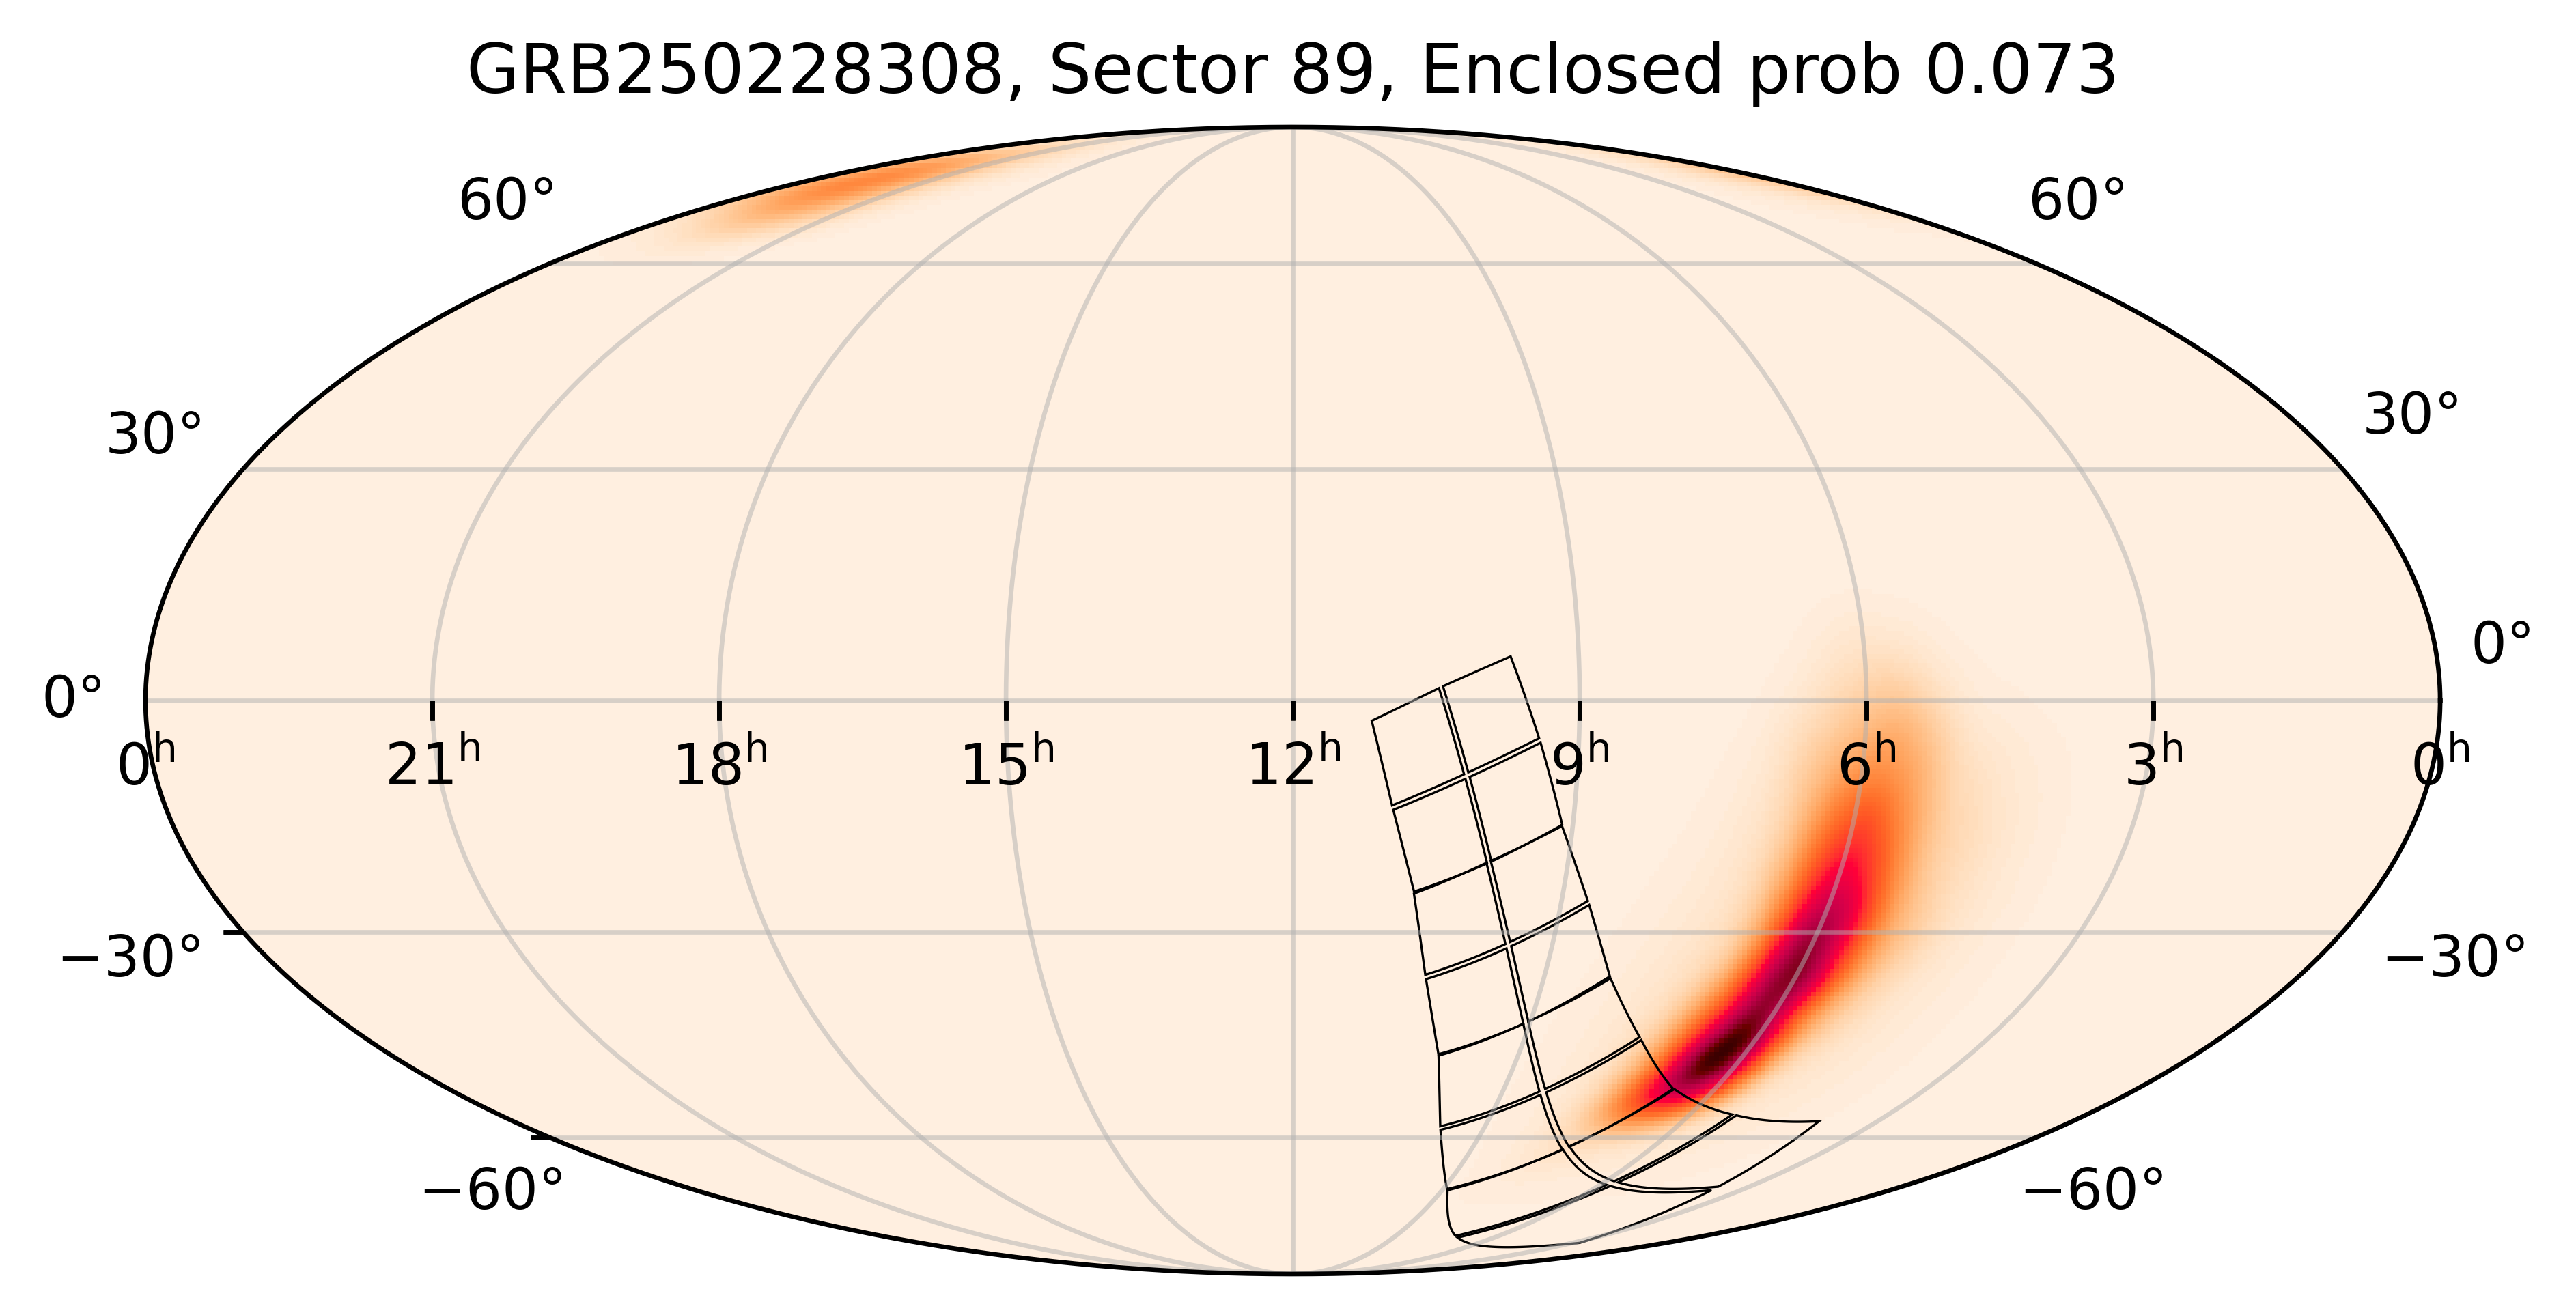 GRB250228308, Sector 89, Enclosed prob 0.073
60° 60°
30° 30°
0° 0°
0h 21h 18h 15h 12h 9h 6h 3h 0h
−30° −30°
−60° −60°